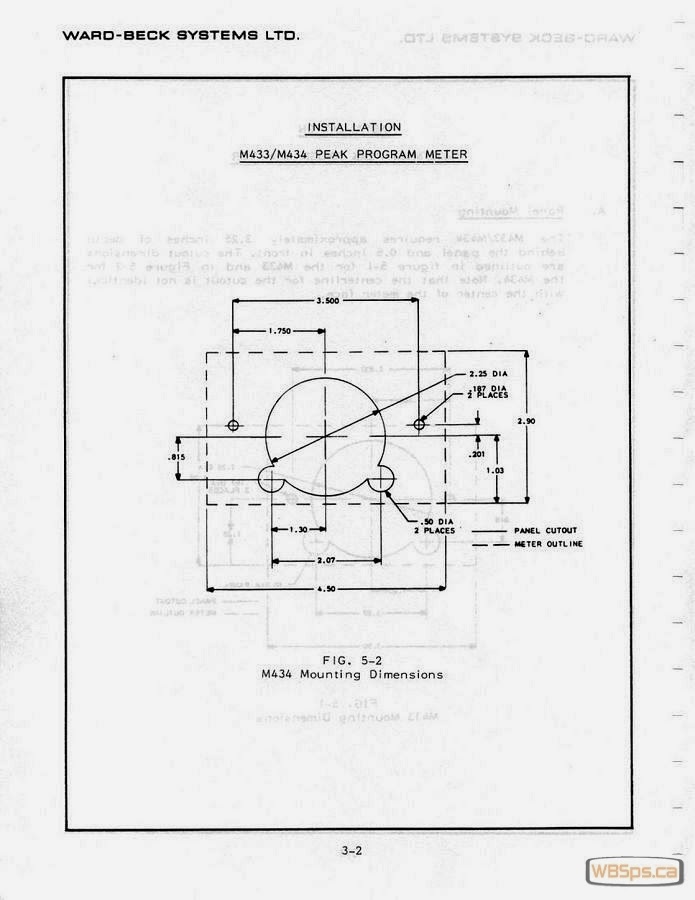 WARD-BECK SYSTEMS LTD.
INSTALLATION
M433/M434 PEAK PROGRAM METER
3.500
1.750
2.25 DIA
.187 DIA
2 PLACES
2.90
.815
.201
1.03
.50 DIA
2 PLACES
1.30
PANEL CUTOUT
METER OUTLINE
2.07
4.50
FIG. 5-2
M434 Mounting Dimensions
3-2
WBSps.ca